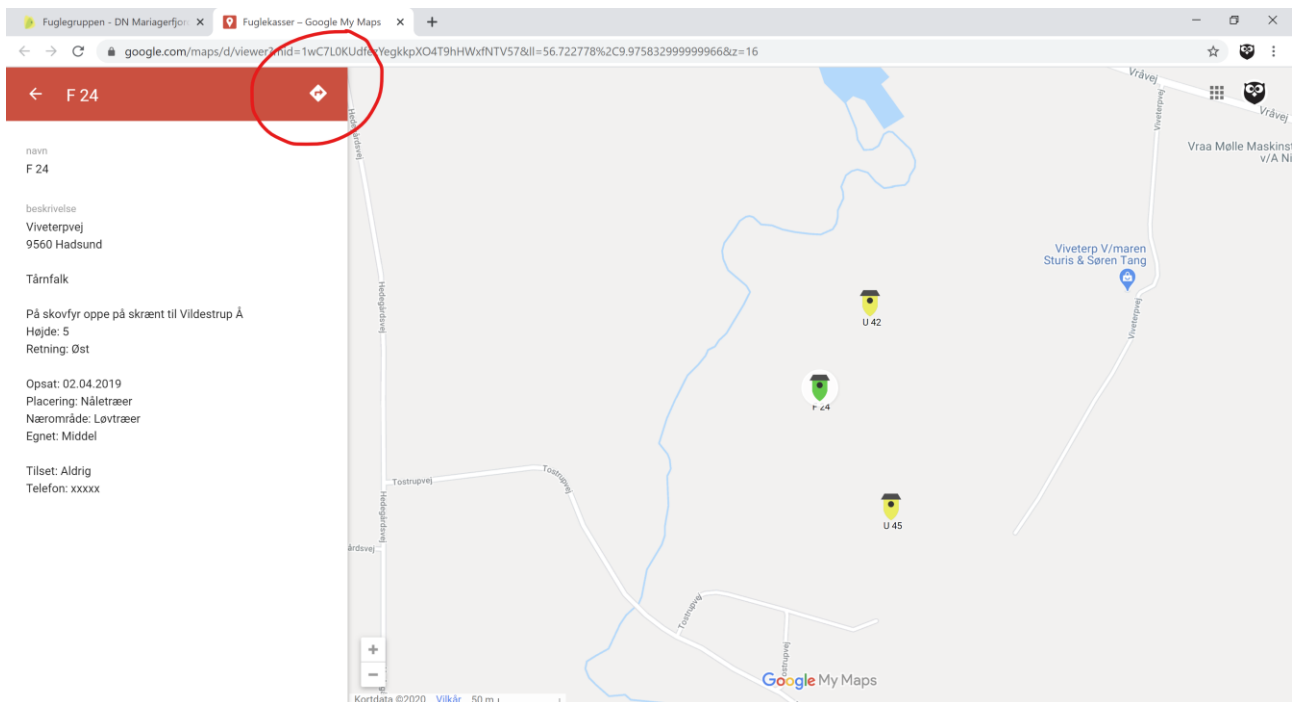 Fuglegruppen - DN Mariagerfjor
Fuglekasser – Google My Maps
google.com/maps/d/viewer?mid=1wC7L0KUdfezYegkkpXO4T9hHWxfNTV57&ll=56.722778%2C9.975832999999966&z=16
F 24
navn
F 24
beskrivelse
Viveterpvej
9560 Hadsund
Tårnfalk
På skovfyr oppe på skrænt til Vildestrup Å
Højde: 5
Retning: Øst
Opsat: 02.04.2019
Placering: Nåletræer
Nærområde: Løvtræer
Egnet: Middel
Tilset: Aldrig
Telefon: xxxxx
Vråvej
Vråvej
Viveterpvej
Hedegårdsvej
Vraa Mølle Maskinst
v/A Ni
Viveterp V/maren
Sturis & Søren Tang
Hedegårdsvej
Viveterpvej
U 42
F 24
Tostrupvej
Tostrupvej
Hedegårdsvej
U 45
årdsvej
Tostrupvej
ostrupvej
Google My Maps
Kortdata ©2020 Vilkår 50 m